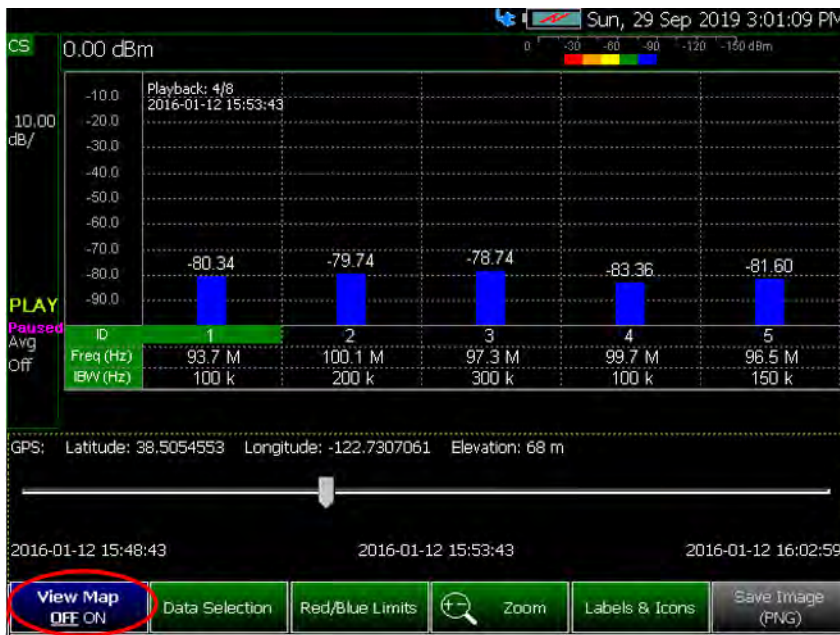 Sun, 29 Sep 2019 3:01:09 PM
CS
0.00 dBm
0 -30 -60 -90 -120 -150 dBm
10.00
dB/
Playback: 4/8
2016-01-12 15:53:43
-10.0
-20.0
-30.0
-40.0
-50.0
-60.0
-70.0
-80.0
-90.0
-80.34 -79.74 -78.74 -83.36 -81.60
PLAY
Paused
Avg
Off
ID 1 2 3 4 5
Freq (Hz) 93.7 M 100.1 M 97.3 M 99.7 M 96.5 M
IBW (Hz) 100 k 200 k 300 k 100 k 150 k
GPS: Latitude: 38.5054553 Longitude: -122.7307061 Elevation: 68 m
2016-01-12 15:48:43 2016-01-12 15:53:43 2016-01-12 16:02:59
View Map
OFF ON
Data Selection
Red/Blue Limits
Zoom
Labels & Icons
Save Image
(PNG)